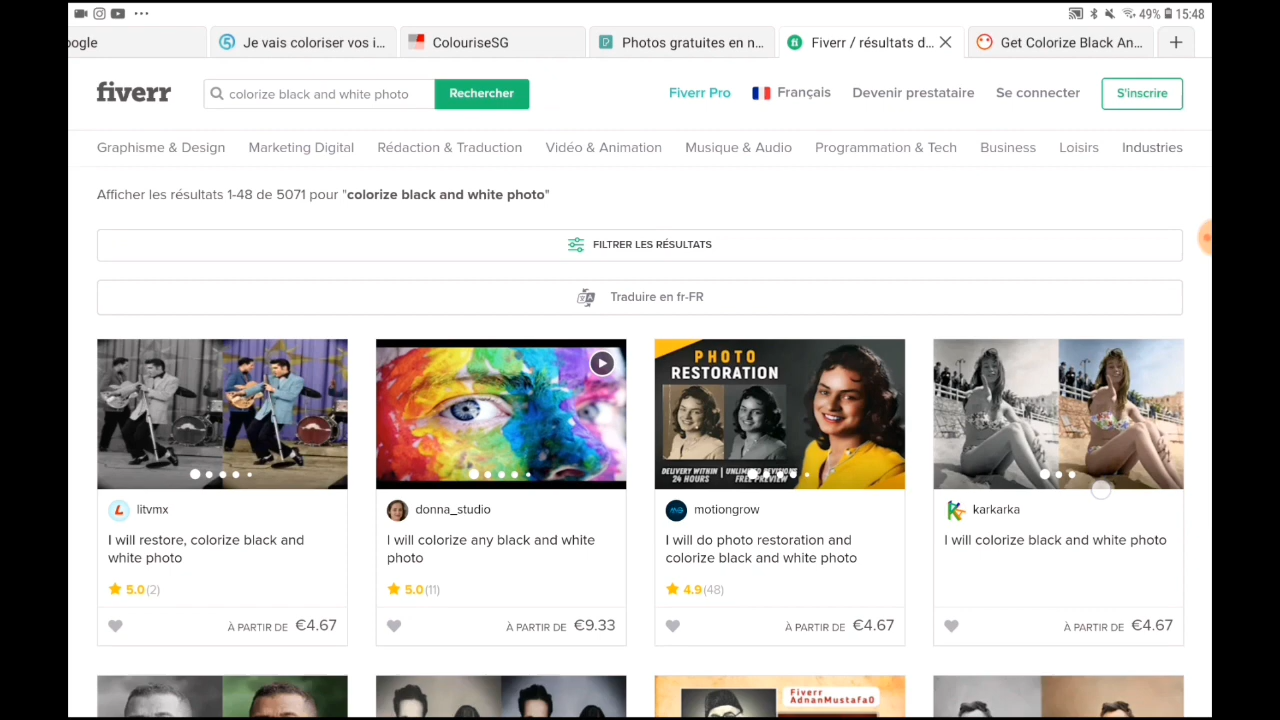 49% 15:48
oogle
Je vais coloriser vos i...
ColouriseSG
Photos gratuites en n...
Fiverr / résultats d...
Get Colorize Black An...
fiverr
colorize black and white photo
Rechercher
Fiverr Pro
Français
Devenir prestataire
Se connecter
S'inscrire
Graphisme & Design
Marketing Digital
Rédaction & Traduction
Vidéo & Animation
Musique & Audio
Programmation & Tech
Business
Loisirs
Industries
Afficher les résultats 1-48 de 5071 pour "colorize black and white photo"
FILTRER LES RÉSULTATS
Traduire en fr-FR
PHOTO
RESTORATION
DELIVERY WITHIN
24 HOURS
UNLIMITED REVISIONS
FREE PREVIEW
litvmx
I will restore, colorize black and
white photo
5.0(2)
À PARTIR DE €4.67
donna_studio
I will colorize any black and white
photo
5.0(11)
À PARTIR DE €9.33
motiongrow
I will do photo restoration and
colorize black and white photo
4.9(48)
À PARTIR DE €4.67
karkarka
I will colorize black and white photo
À PARTIR DE €4.67
Fiverr
AdnanMustafa0